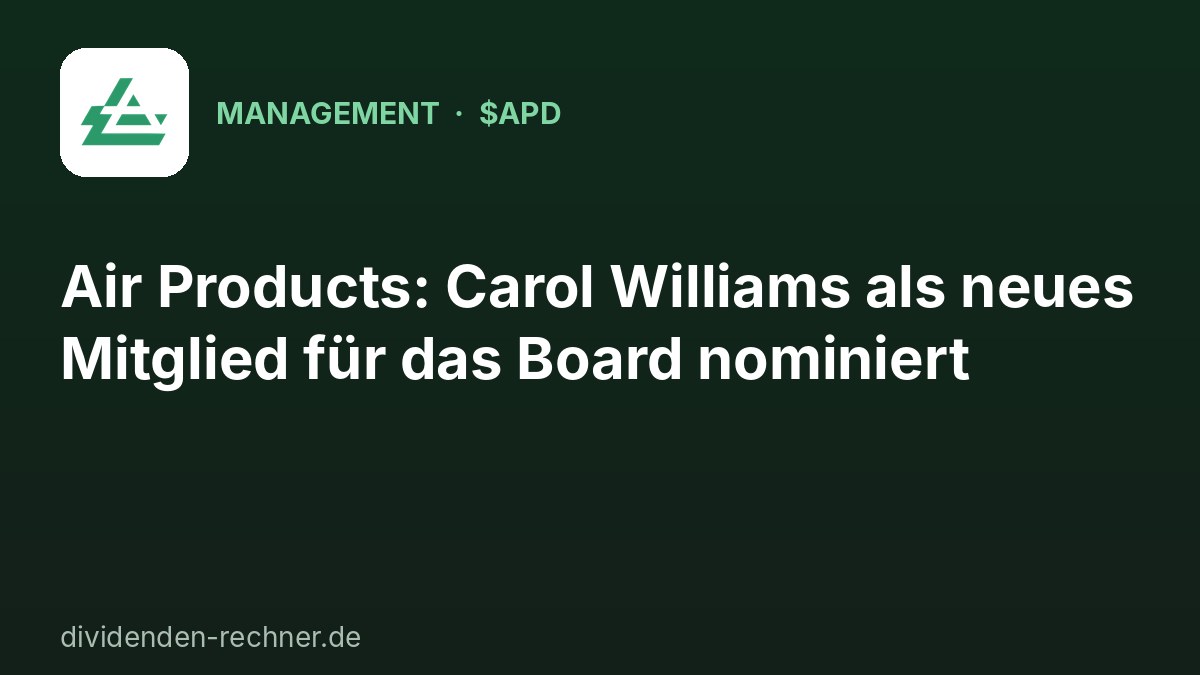 MANAGEMENT · $APD
Air Products: Carol Williams als neues
Mitglied für das Board nominiert
dividenden-rechner.de